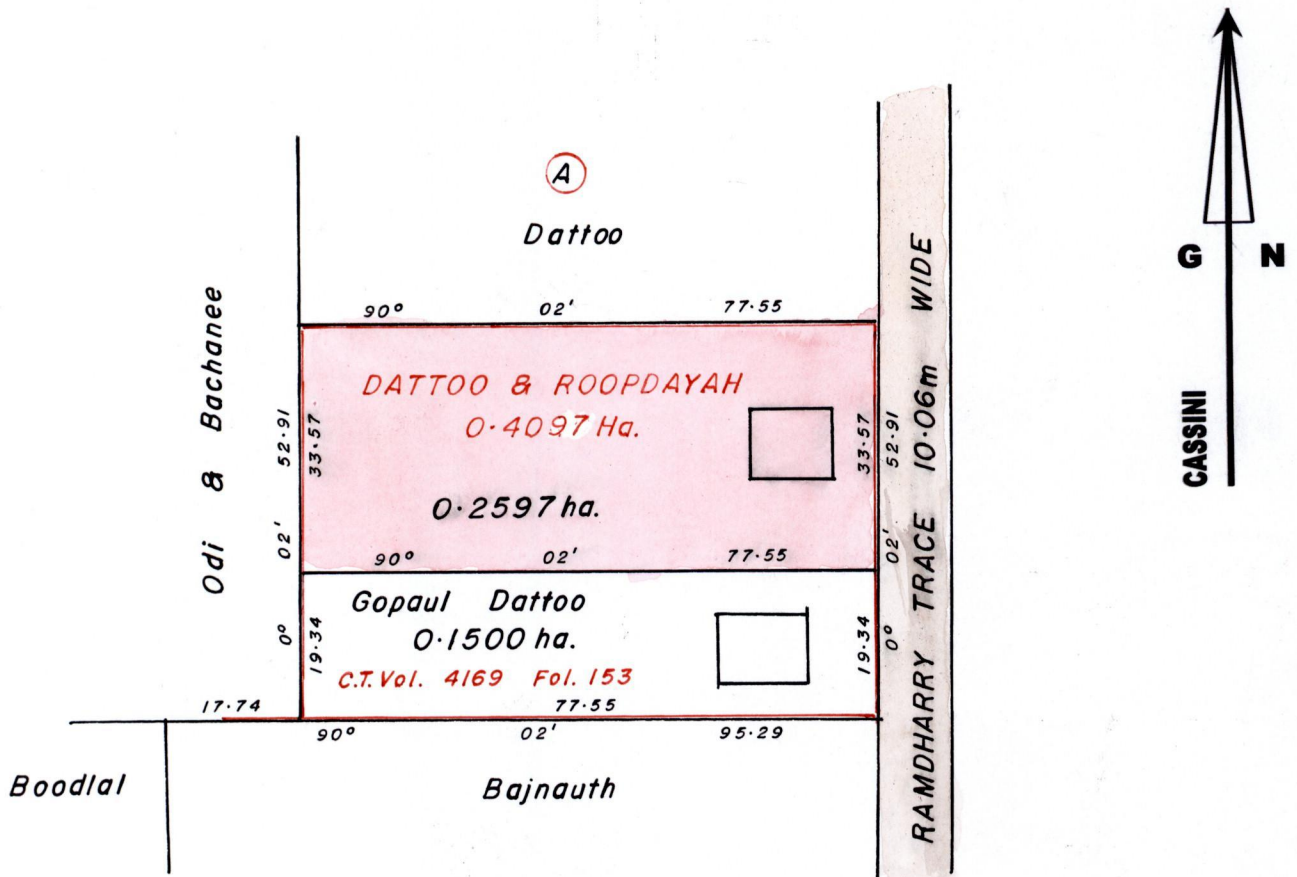 A
Dattoo
90° 02' 77·55
DATTOO & ROOPDAYAH
0·4097 Ha.
0·2597 ha.
90° 02' 77·55
Gopaul Dattoo
0·1500 ha.
C.T. Vol. 4169 Fol. 153
17·74
77·55
90° 02' 95·29
Boodlal
Bajnauth
Odi & Bachanee
0° 02' 52·91
33·57
19·34
33·57
19·34
0° 02' 52·91
RAMDHARRY TRACE 10·06m WIDE
G N
CASSINI